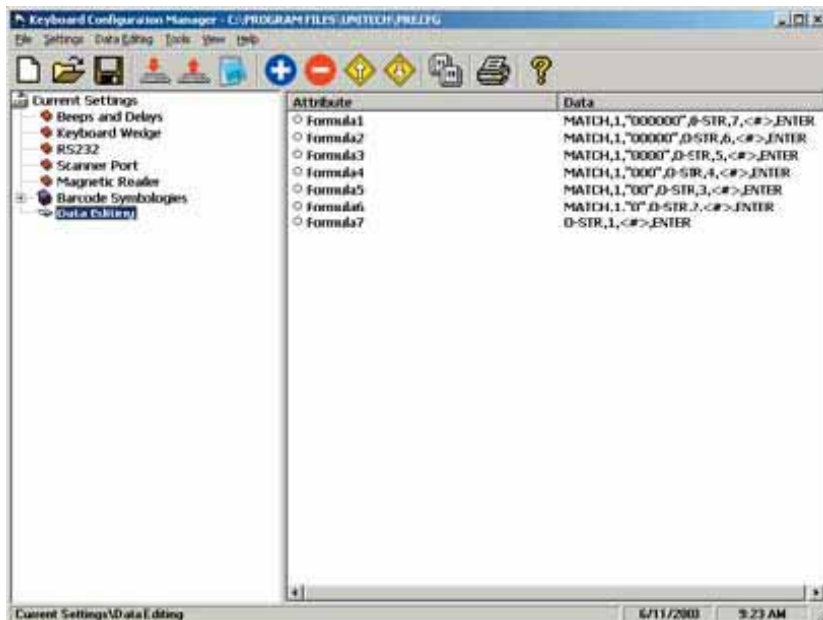 Keyboard Configuration Manager - C:\PROGRAM FILES\UNITECH\PRE.CFG
File Settings Data Editing Tools View Help
Current Settings
Beeps and Delays
Keyboard Wedge
RS232
Scanner Port
Magnetic Reader
Barcode Symbologies
Data Editing
Attribute Data
Formula1 MATCH,1,"000000",0-STR,7,<#>,ENTER
Formula2 MATCH,1,"00000",0-STR,6,<#>,ENTER
Formula3 MATCH,1,"0000",0-STR,5,<#>,ENTER
Formula4 MATCH,1,"000",0-STR,4,<#>,ENTER
Formula5 MATCH,1,"00",0-STR,3,<#>,ENTER
Formula6 MATCH,1,"0",0-STR,2,<#>,ENTER
Formula7 0-STR,1,<#>,ENTER
Current Settings\Data Editing 6/11/2003 9:23 AM